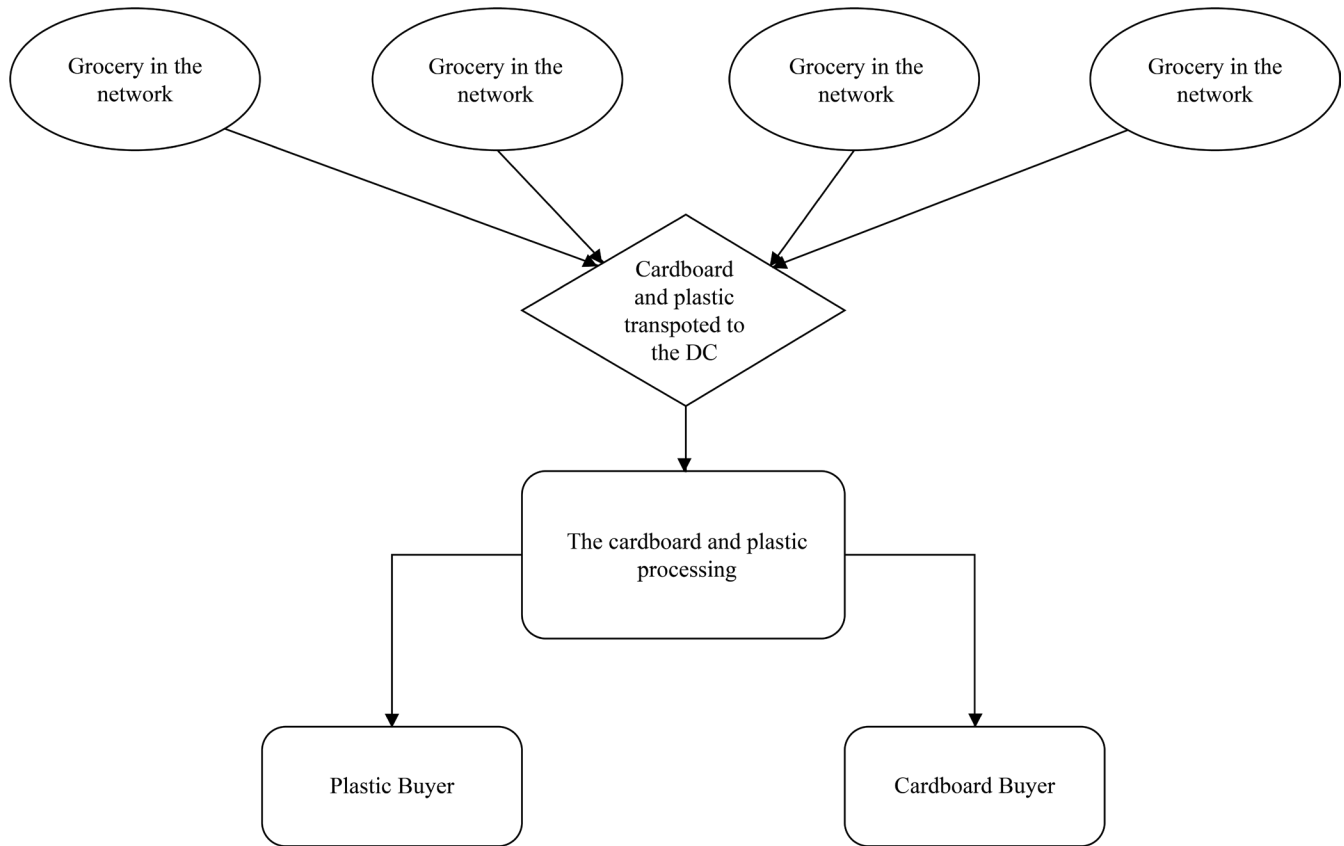 Grocery in the
network
Grocery in the
network
Grocery in the
network
Grocery in the
network
Cardboard
and plastic
transpoted to
the DC
The cardboard and plastic
processing
Plastic Buyer
Cardboard Buyer